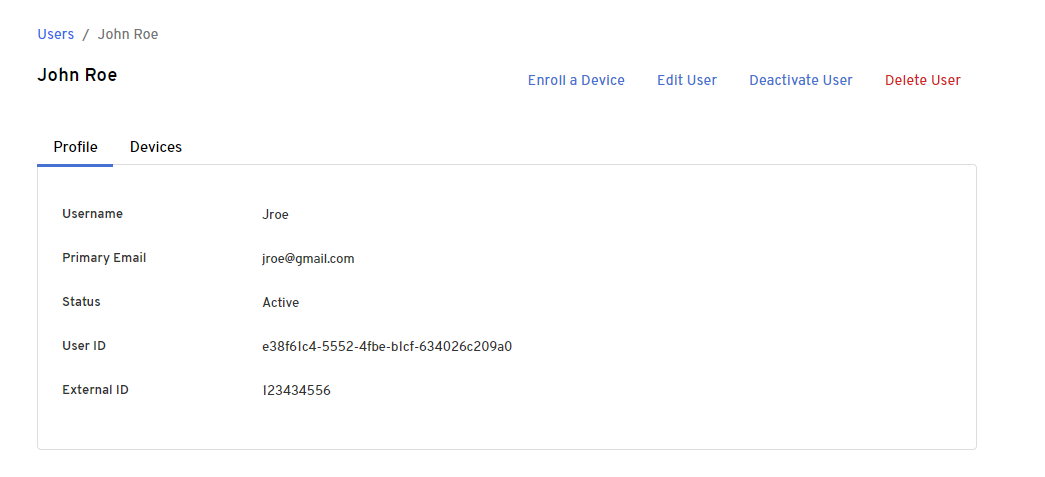 Users / John Roe
John Roe
Enroll a Device Edit User Deactivate User Delete User
Profile Devices
Username Jroe
Primary Email jroe@gmail.com
Status Active
User ID e38f61c4-5552-4fbe-b1cf-634026c209a0
External ID 123434556